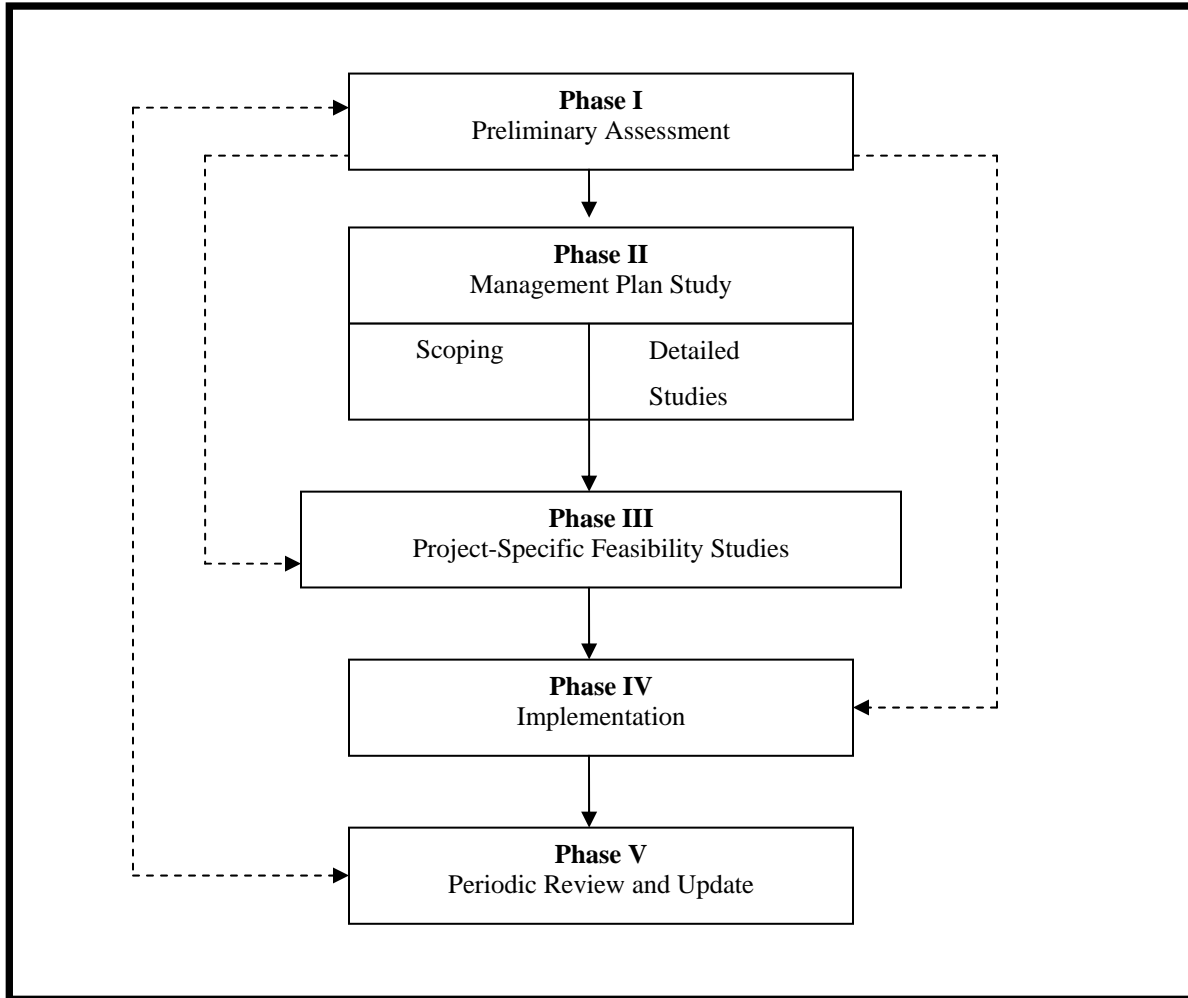 Phase I
Preliminary Assessment
Phase II
Management Plan Study
Scoping
Detailed
Studies
Phase III
Project-Specific Feasibility Studies
Phase IV
Implementation
Phase V
Periodic Review and Update